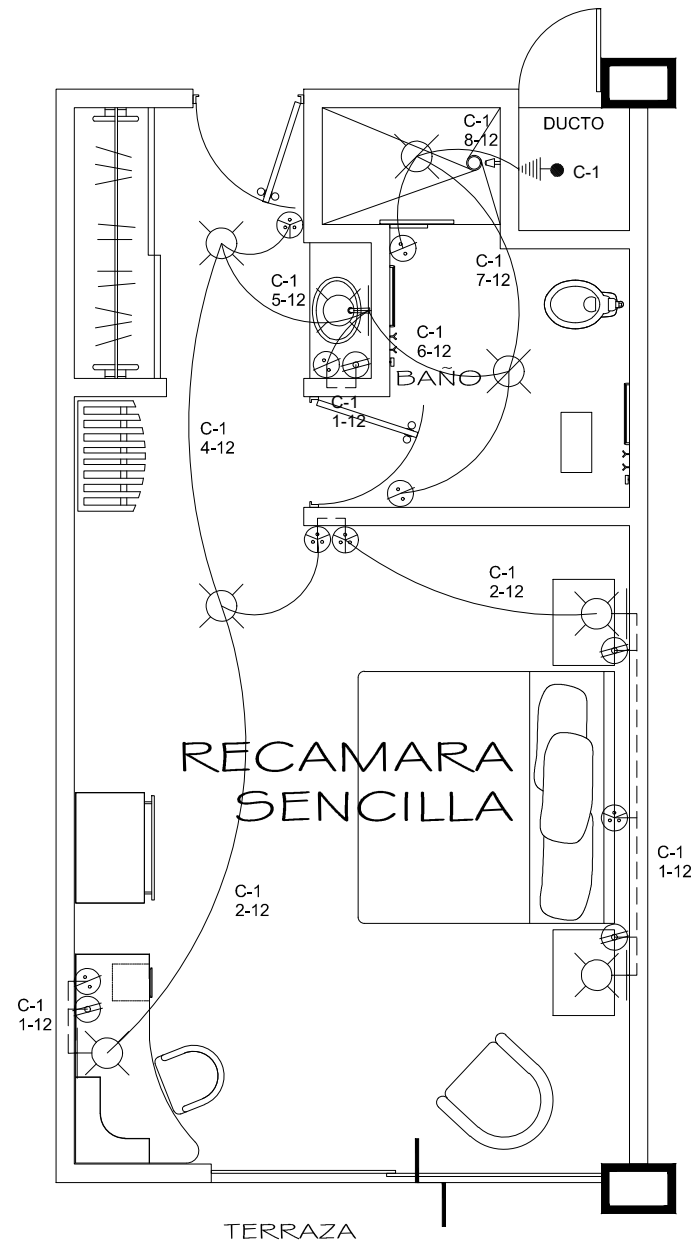 C-1
8-12
DUCTO
C-1
C-1
7-12
C-1
5-12
C-1
6-12
BAÑO
C-1
1-12
C-1
4-12
C-1
2-12
RECAMARA
SENCILLA
C-1
1-12
C-1
2-12
C-1
1-12
TERRAZA